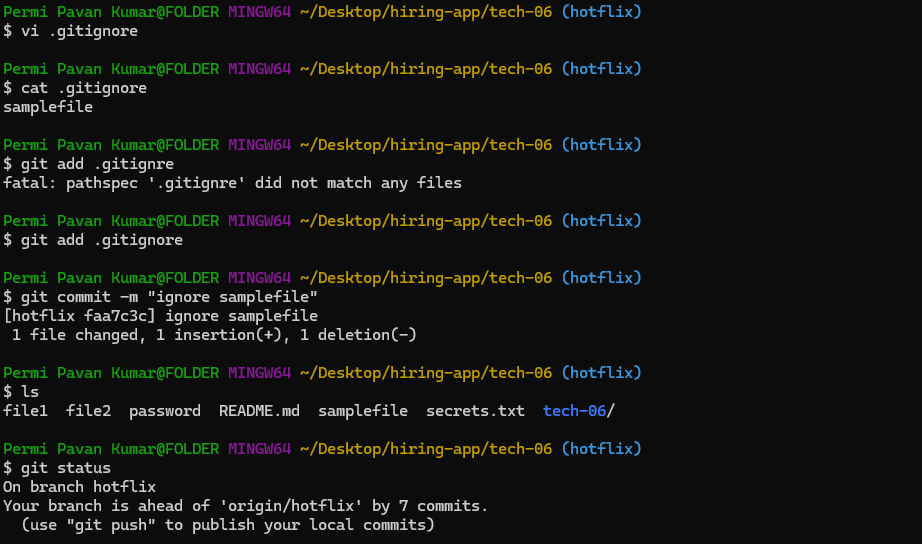 Permi Pavan Kumar@FOLDER MINGW64 ~/Desktop/hiring-app/tech-06 (hotflix)
$ vi .gitignore
Permi Pavan Kumar@FOLDER MINGW64 ~/Desktop/hiring-app/tech-06 (hotflix)
$ cat .gitignore
samplefile
Permi Pavan Kumar@FOLDER MINGW64 ~/Desktop/hiring-app/tech-06 (hotflix)
$ git add .gitignre
fatal: pathspec '.gitignre' did not match any files
Permi Pavan Kumar@FOLDER MINGW64 ~/Desktop/hiring-app/tech-06 (hotflix)
$ git add .gitignore
Permi Pavan Kumar@FOLDER MINGW64 ~/Desktop/hiring-app/tech-06 (hotflix)
$ git commit -m "ignore samplefile"
[hotflix faa7c3c] ignore samplefile
 1 file changed, 1 insertion(+), 1 deletion(-)
Permi Pavan Kumar@FOLDER MINGW64 ~/Desktop/hiring-app/tech-06 (hotflix)
$ ls
file1  file2  password  README.md  samplefile  secrets.txt  tech-06/
Permi Pavan Kumar@FOLDER MINGW64 ~/Desktop/hiring-app/tech-06 (hotflix)
$ git status
On branch hotflix
Your branch is ahead of 'origin/hotflix' by 7 commits.
  (use "git push" to publish your local commits)